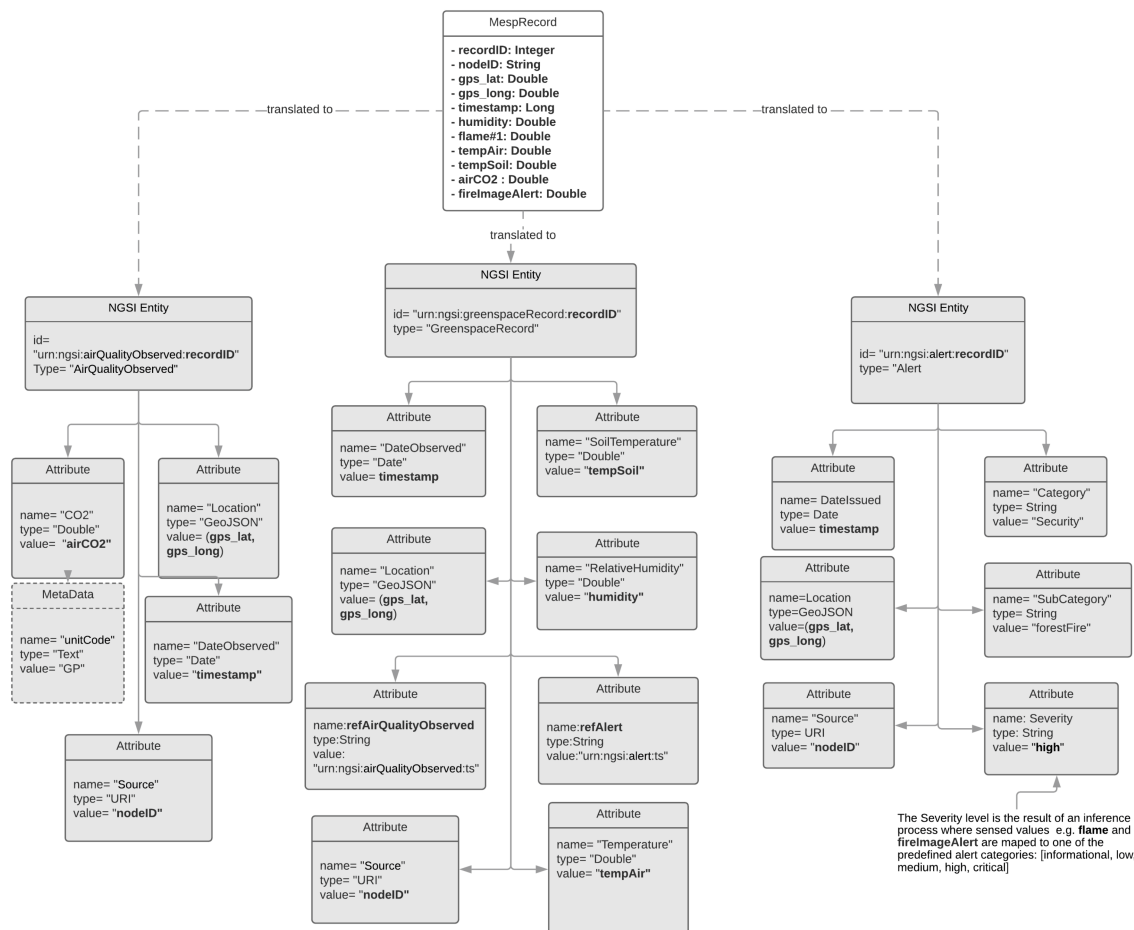 MespRecord
- recordID: Integer
- nodeID: String
- gps_lat: Double
- gps_long: Double
- timestamp: Long
- humidity: Double
- flame#1: Double
- tempAir: Double
- tempSoil: Double
- airCO2 : Double
- fireImageAlert: Double
translated to
translated to
translated to
NGSI Entity
id=
"urn:ngsi:airQualityObserved:recordID"
Type= "AirQualityObserved"
Attribute
name= "CO2"
type= "Double"
value=  "airCO2"
Attribute
name= "Location"
type= "GeoJSON"
value= (gps_lat,
gps_long)
MetaData
name= "unitCode"
type= "Text"
value= "GP"
Attribute
name= "DateObserved"
type= "Date"
value= "timestamp"
Attribute
name= "Source"
type= "URI"
value= "nodeID"
NGSI Entity
id= "urn:ngsi:greenspaceRecord:recordID"
type= "GreenspaceRecord"
Attribute
name= "DateObserved"
type= "Date"
value= timestamp
Attribute
name= "SoilTemperature"
type= "Double"
value= "tempSoil"
Attribute
name= "Location"
type= "GeoJSON"
value= (gps_lat,
gps_long)
Attribute
name= "RelativeHumidity"
type= "Double"
value= "humidity"
Attribute
name:refAirQualityObserved
type:String
value:
"urn:ngsi:airQualityObserved:ts"
Attribute
name:refAlert
type:String
value:"urn:ngsi:alert:ts"
Attribute
name= "Source"
type= "URI"
value= "nodeID"
Attribute
name= "Temperature"
type= "Double"
value= "tempAir"
NGSI Entity
id= "urn:ngsi:alert:recordID"
type= "Alert
Attribute
name= DateIssued
type= Date
value= timestamp
Attribute
name= "Category"
type= String
value= "Security"
Attribute
name=Location
type=GeoJSON
value=(gps_lat,
gps_long)
Attribute
name= "SubCategory"
type= String
value= "forestFire"
Attribute
name= "Source"
type= URI
value= "nodeID"
Attribute
name: Severity
type: String
value= "high"
The Severity level is the result of an inference
process where sensed values  e.g. flame and
fireImageAlert are maped to one of the
predefined alert categories: [informational, low
medium, high, critical]